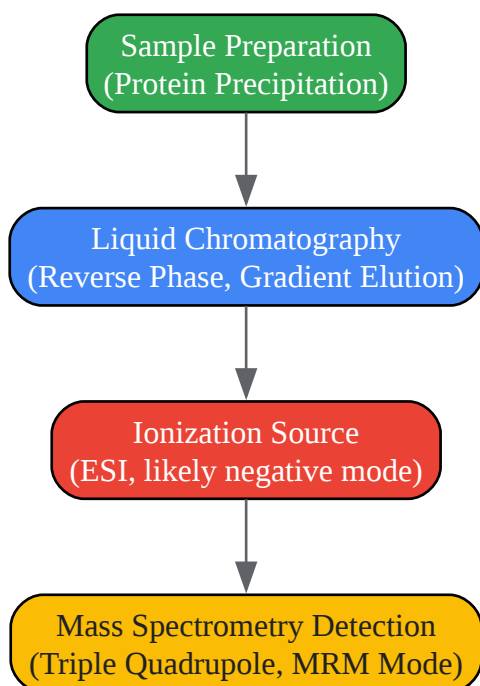 Sample Preparation
(Protein Precipitation)
Liquid Chromatography
(Reverse Phase, Gradient Elution)
Ionization Source
(ESI, likely negative mode)
Mass Spectrometry Detection
(Triple Quadrupole, MRM Mode)